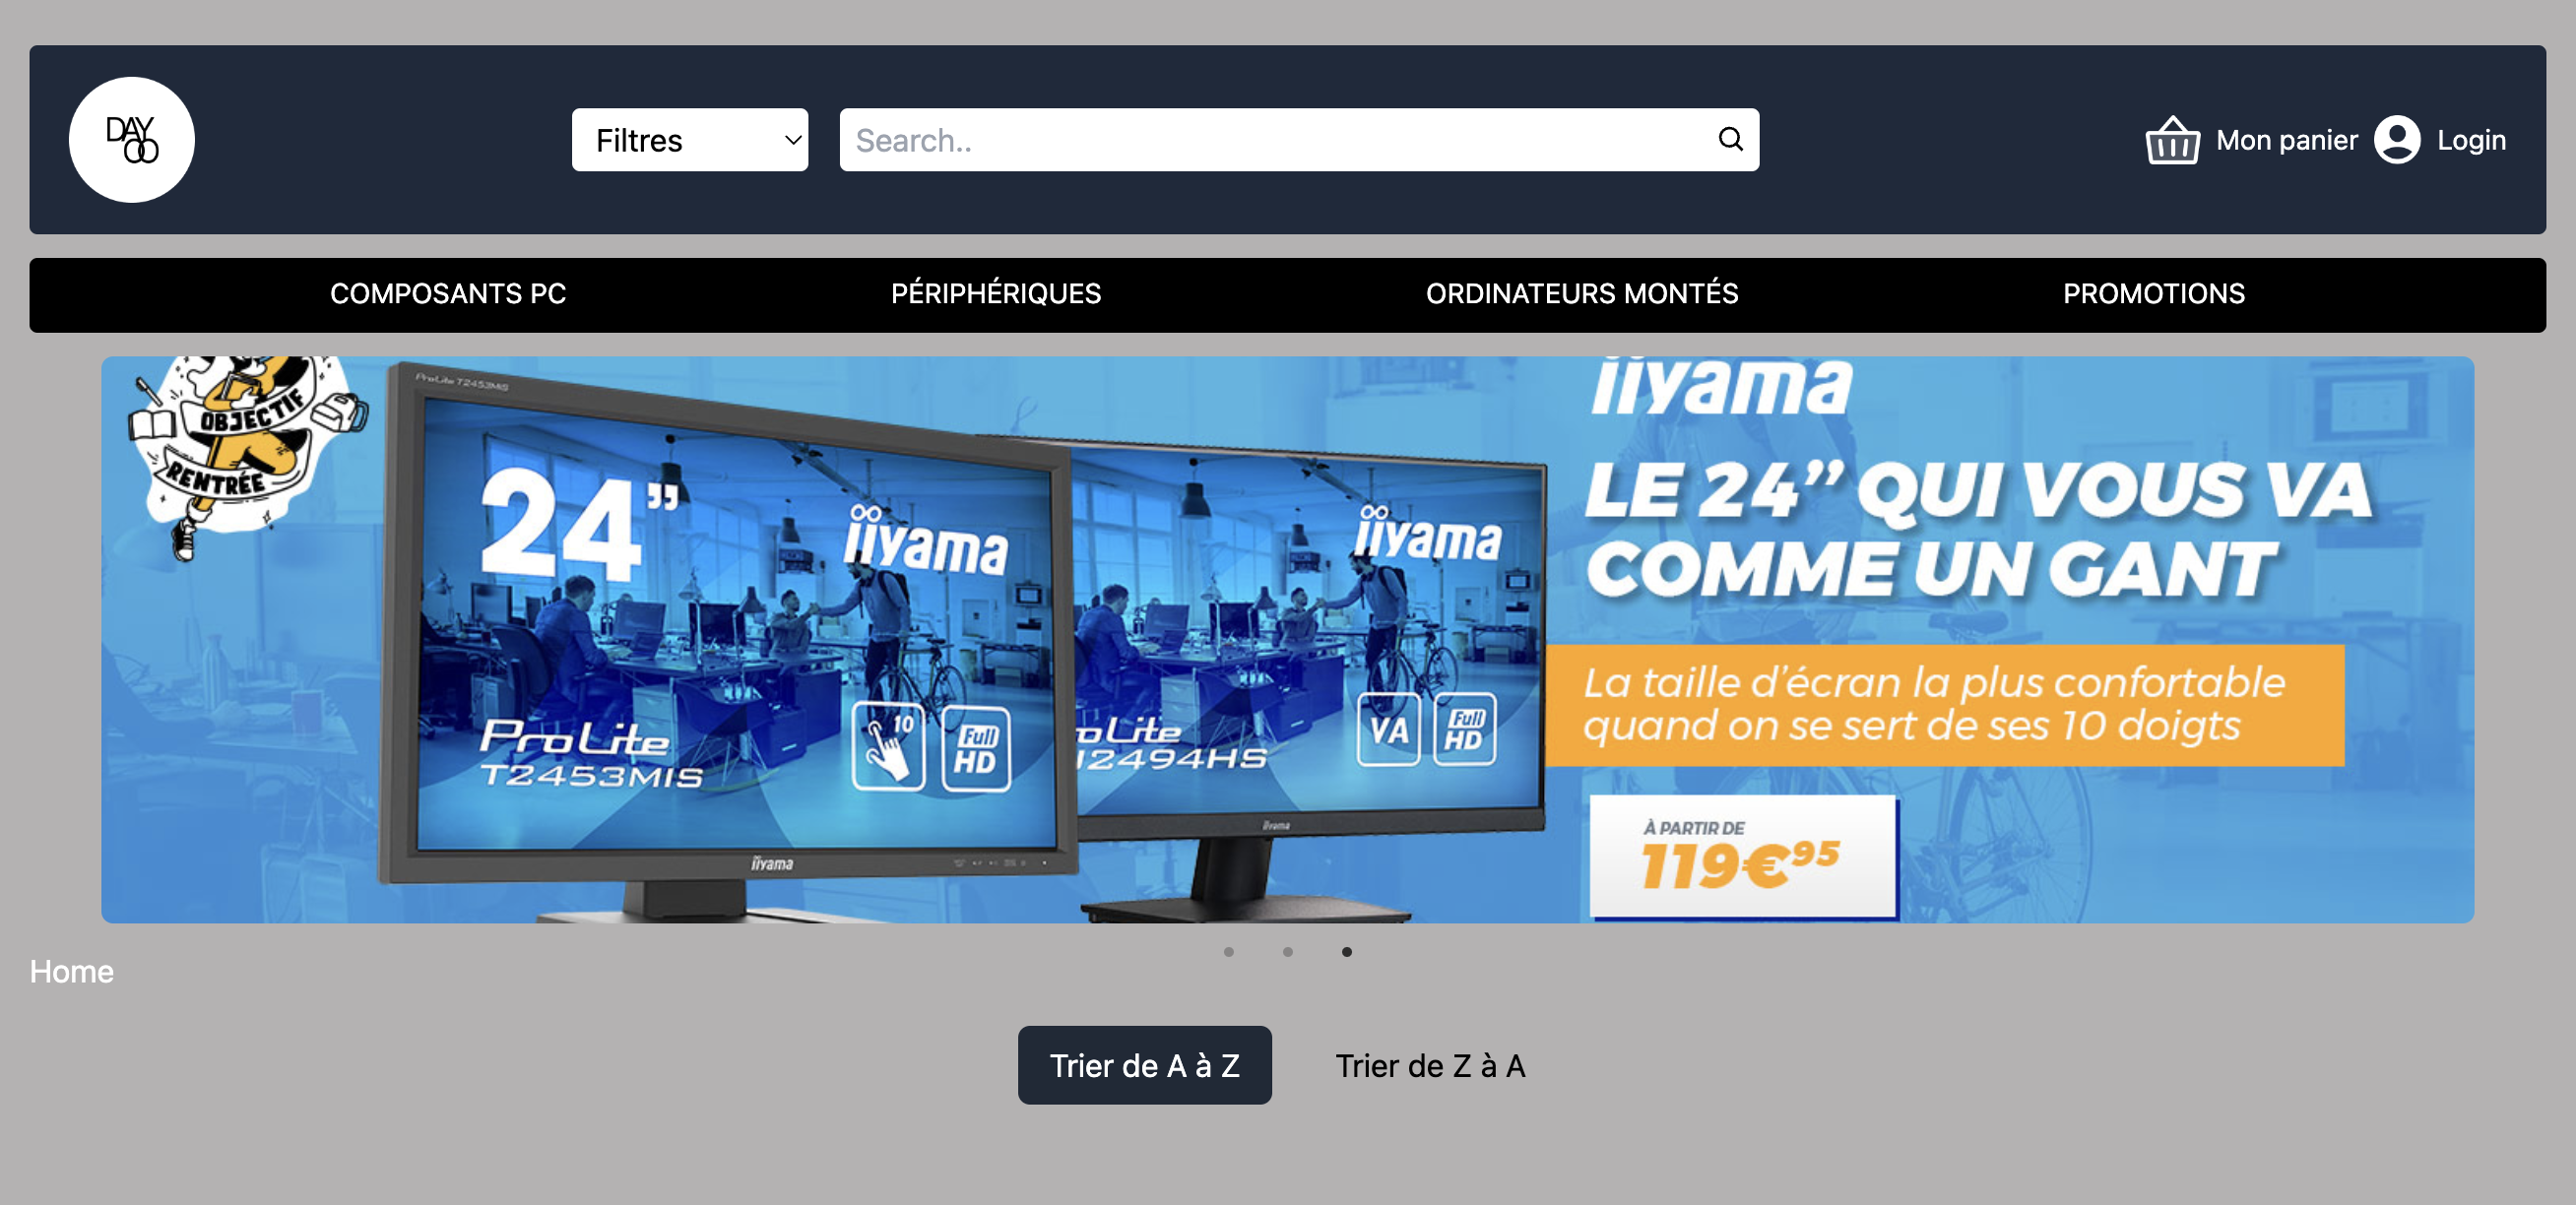 DAY
OO
Filtres
Search..
Mon panier
Login
COMPOSANTS PC
PÉRIPHÉRIQUES
ORDINATEURS MONTÉS
PROMOTIONS
OBJECTIF
RENTRÉE
ProLite T2453MIS
24”
iiyama
ProLite
T2453MIS
10
Full
HD
iiyama
iiyama
oLite
2494HS
VA
Full
HD
iiyama
iiyama
LE 24” QUI VOUS VA
COMME UN GANT
La taille d’écran la plus confortable
quand on se sert de ses 10 doigts
À PARTIR DE
119€95
Home
Trier de A à Z
Trier de Z à A